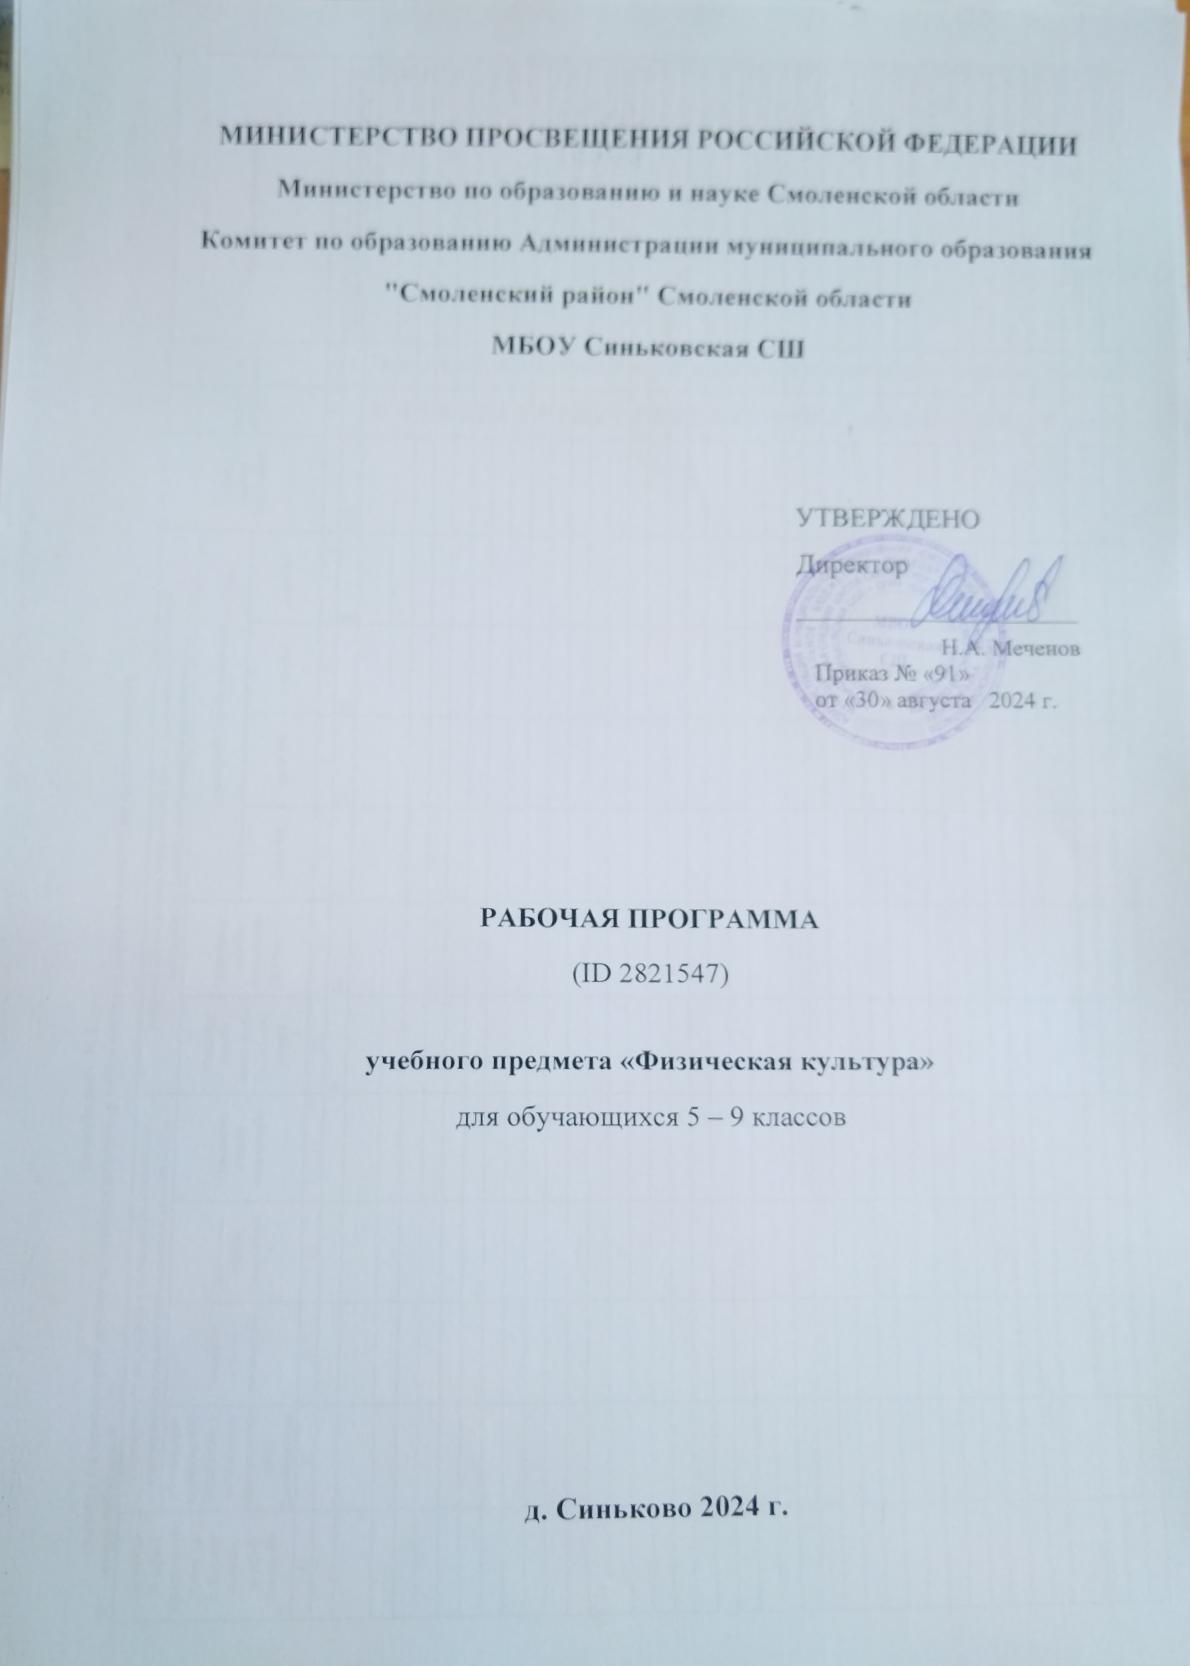 МИНИСТЕРСТВО ПРОСВЕЩЕНИЯ РОССИЙСКОЙ ФЕДЕРАЦИИ
Министерство по образованию и науке Смоленской области
Комитет по образованию Администрации муниципального образования
"Смоленский район" Смоленской области
МБОУ Синьковская СШ
УТВЕРЖДЕНО
Директор
Н.А. Меченов
Приказ № «91»
от «30» августа 2024 г.
РАБОЧАЯ ПРОГРАММА
(ID 2821547)
учебного предмета «Физическая культура»
для обучающихся 5 – 9 классов
д. Синьково 2024 г.